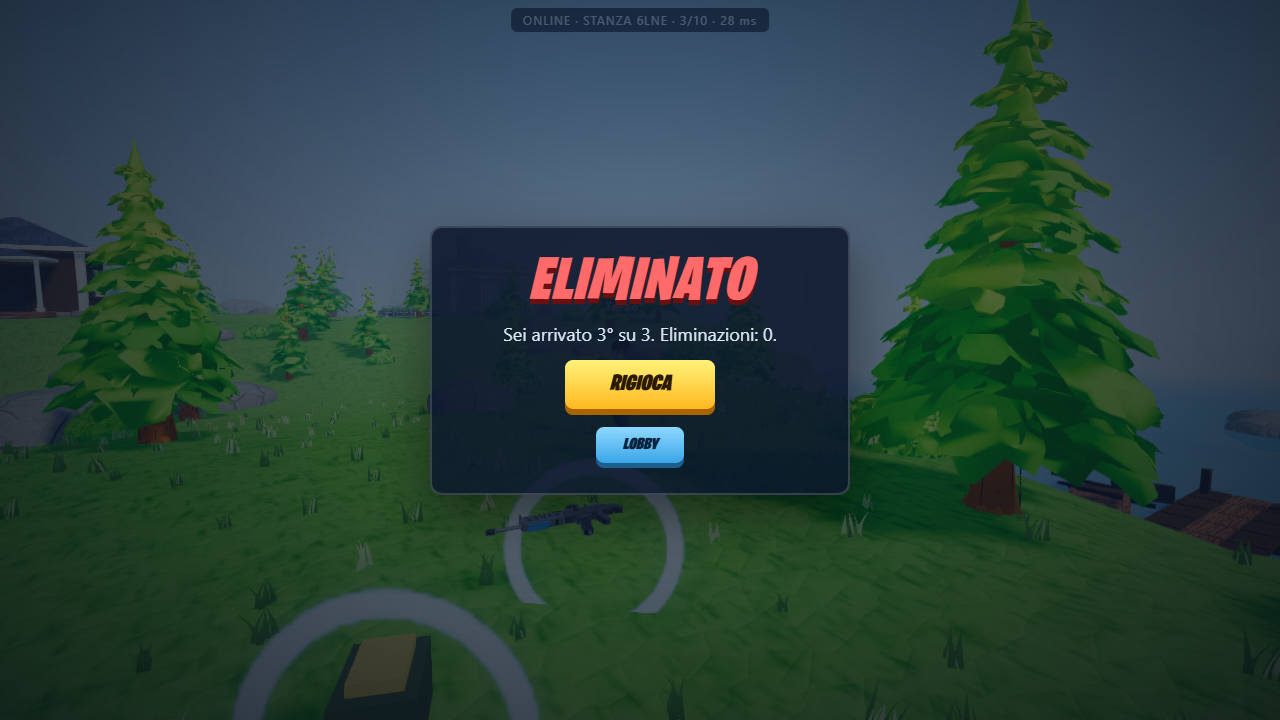 ONLINE · STANZA 6LNE · 3/10 · 28 ms
ELIMINATO
Sei arrivato 3° su 3. Eliminazioni: 0.
RIGIOCA
LOBBY